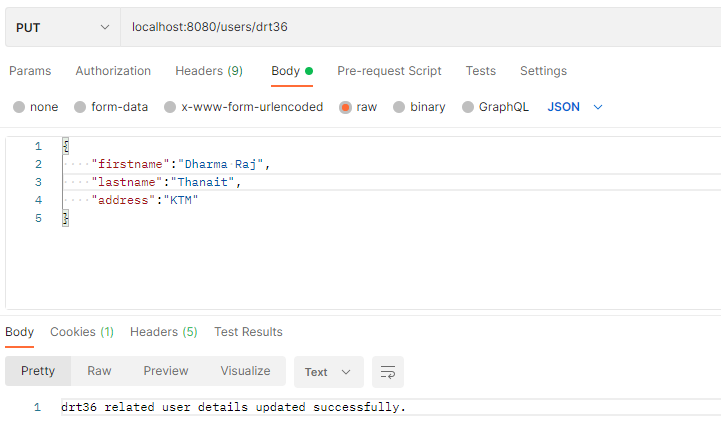 PUT localhost:8080/users/drt36
Params Authorization Headers (9) Body Pre-request Script Tests Settings
none form-data x-www-form-urlencoded raw binary GraphQL JSON
1 {
2 "firstname":"Dharma Raj",
3 "lastname":"Thanait",
4 "address":"KTM"
5 }
Body Cookies (1) Headers (5) Test Results
Pretty Raw Preview Visualize Text
1 drt36 related user details updated successfully.